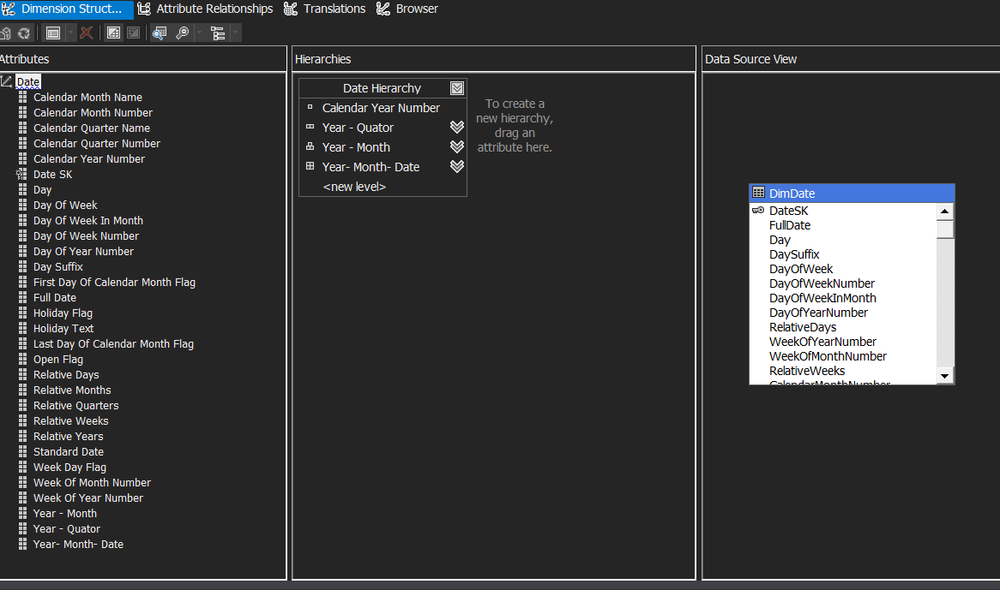 Dimension Struct... Attribute Relationships Translations Browser
Attributes
Date
Calendar Month Name
Calendar Month Number
Calendar Quarter Name
Calendar Quarter Number
Calendar Year Number
Date SK
Day
Day Of Week
Day Of Week In Month
Day Of Week Number
Day Of Year Number
Day Suffix
First Day Of Calendar Month Flag
Full Date
Holiday Flag
Holiday Text
Last Day Of Calendar Month Flag
Open Flag
Relative Days
Relative Months
Relative Quarters
Relative Weeks
Relative Years
Standard Date
Week Day Flag
Week Of Month Number
Week Of Year Number
Year - Month
Year - Quator
Year- Month- Date
Hierarchies
Date Hierarchy
Calendar Year Number
Year - Quator
Year - Month
Year- Month- Date
<new level>
To create a
new hierarchy,
drag an
attribute here.
Data Source View
DimDate
DateSK
FullDate
Day
DaySuffix
DayOfWeek
DayOfWeekNumber
DayOfWeekInMonth
DayOfYearNumber
RelativeDays
WeekOfYearNumber
WeekOfMonthNumber
RelativeWeeks
CalendarMonthNumber